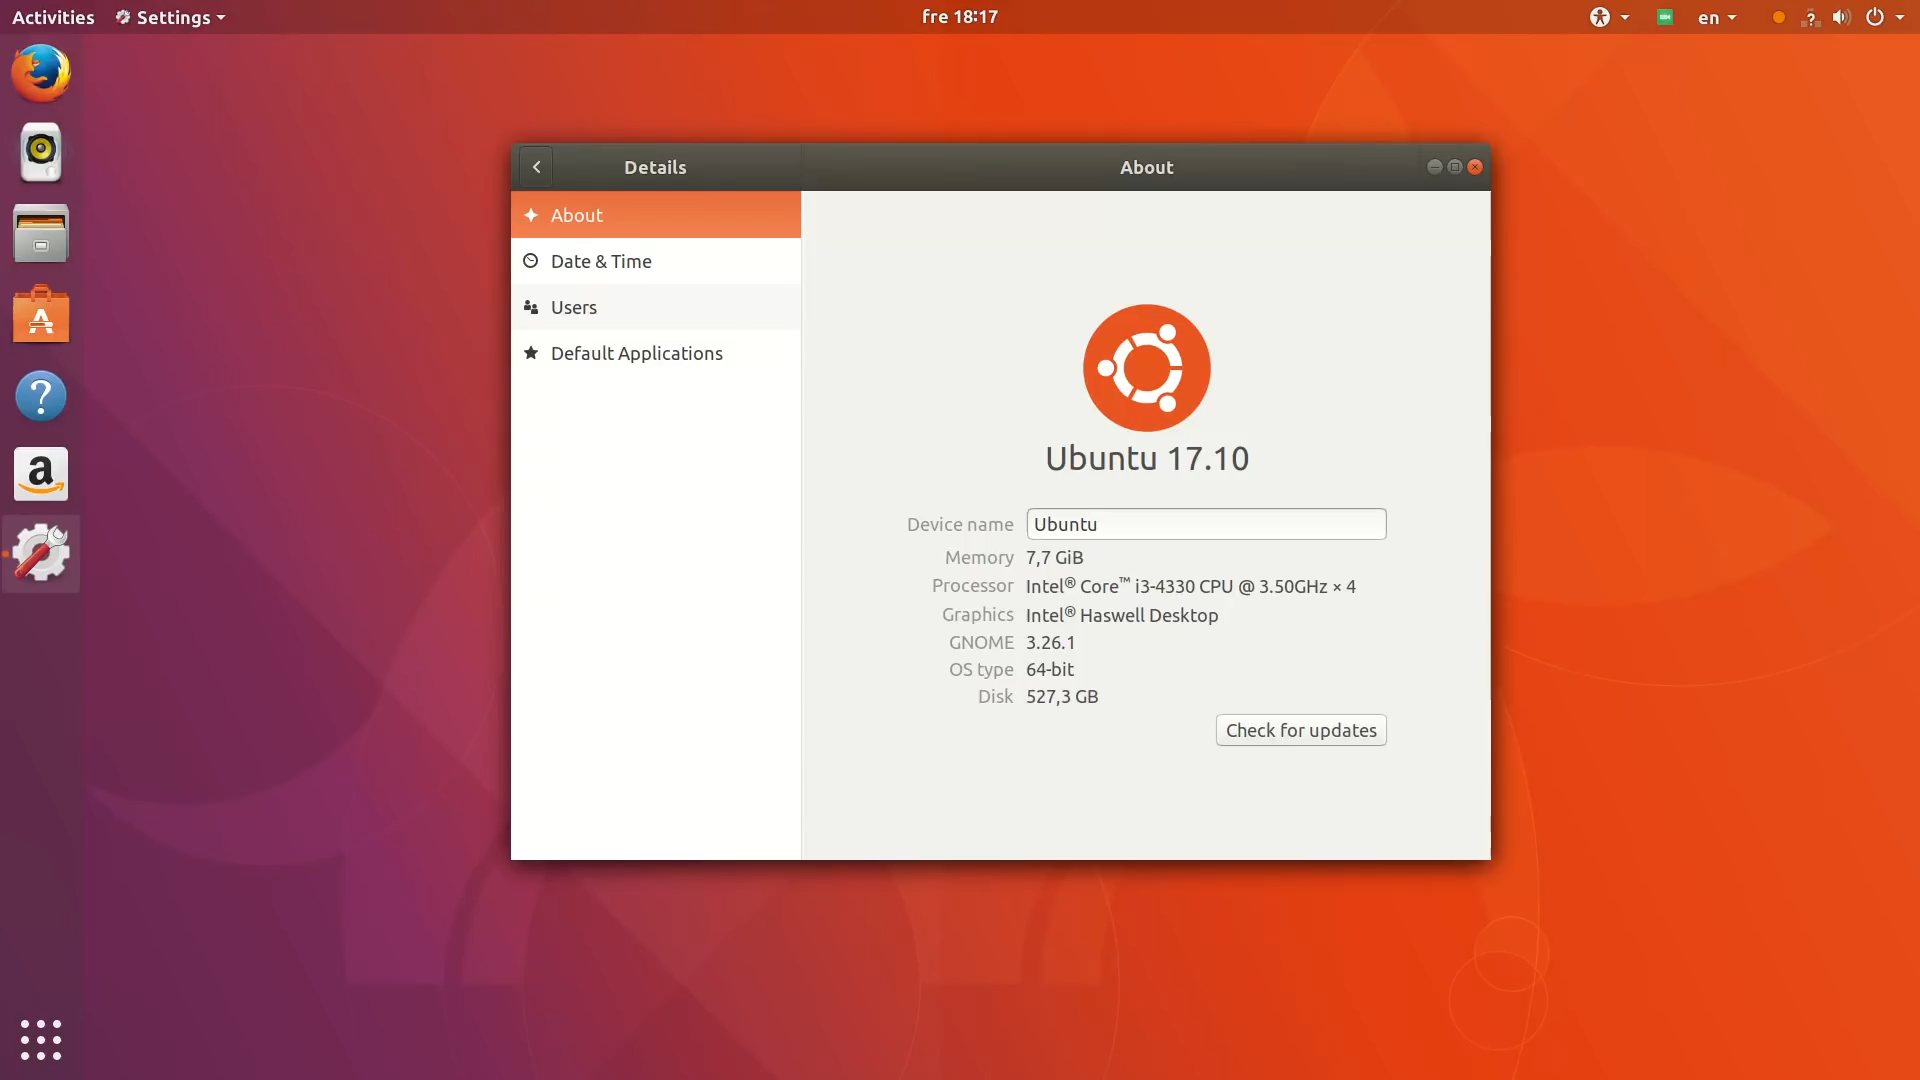 Activities Settings fre 18:17 en
Details About
About
Date & Time
Users
Default Applications
Ubuntu 17.10
Device name Ubuntu
Memory 7,7 GiB
Processor Intel® Core™ i3-4330 CPU @ 3.50GHz × 4
Graphics Intel® Haswell Desktop
GNOME 3.26.1
OS type 64-bit
Disk 527,3 GB
Check for updates